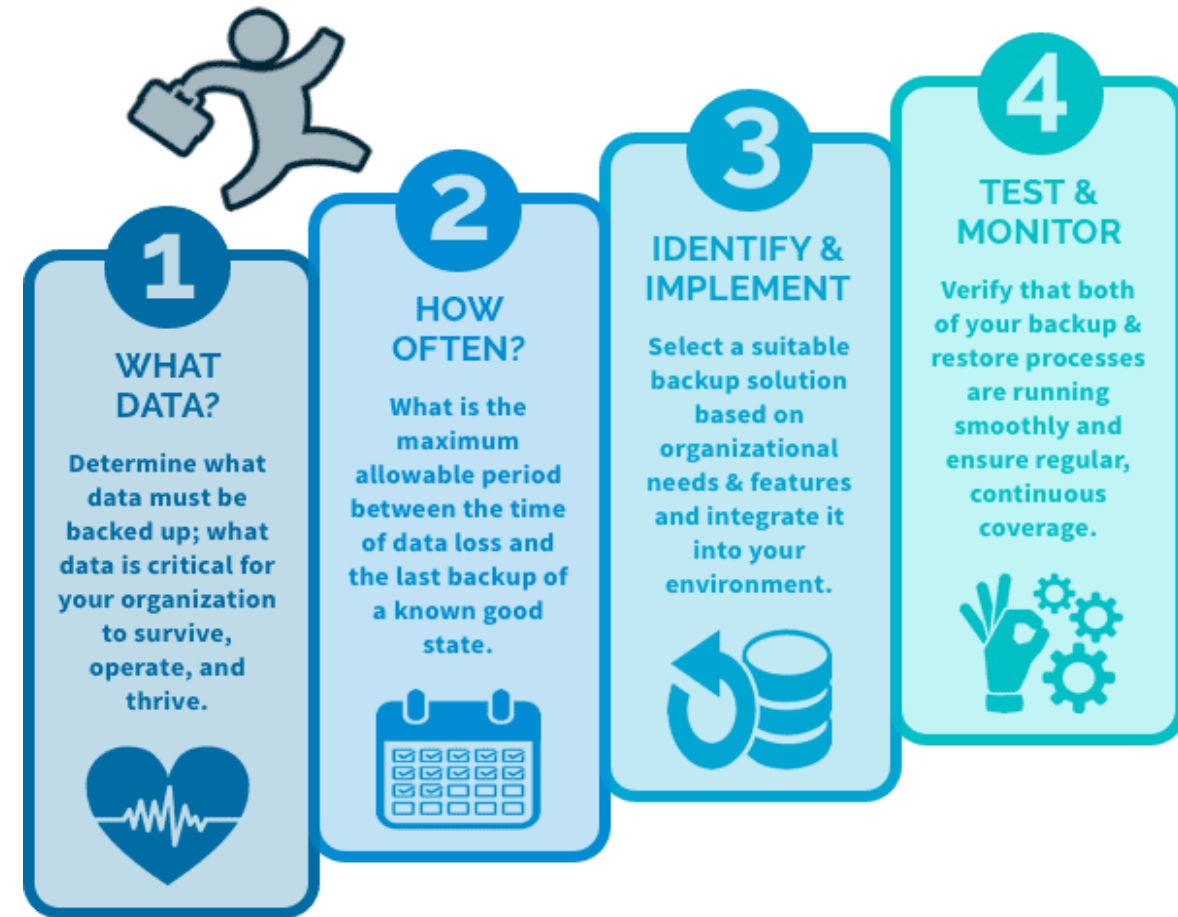 1
WHAT
DATA?
Determine what
data must be
backed up; what
data is critical for
your organization
to survive,
operate, and
thrive.
2
HOW
OFTEN?
What is the
maximum
allowable period
between the time
of data loss and
the last backup of
a known good
state.
3
IDENTIFY &
IMPLEMENT
Select a suitable
backup solution
based on
organizational
needs & features
and integrate it
into your
environment.
4
TEST &
MONITOR
Verify that both
of your backup &
restore processes
are running
smoothly and
ensure regular,
continuous
coverage.